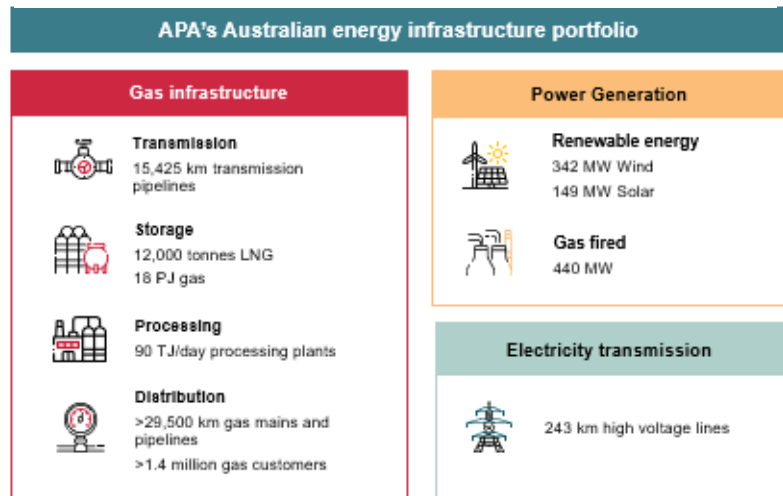 APA's Australian energy infrastructure portfolio
Gas infrastructure
Transmission
15,425 km transmission
pipelines
Storage
12,000 tonnes LNG
18 PJ gas
Processing
90 TJ/day processing plants
Distribution
>29,500 km gas mains and
pipelines
>1.4 million gas customers
Power Generation
Renewable energy
342 MW Wind
149 MW Solar
Gas fired
440 MW
Electricity transmission
243 km high voltage lines